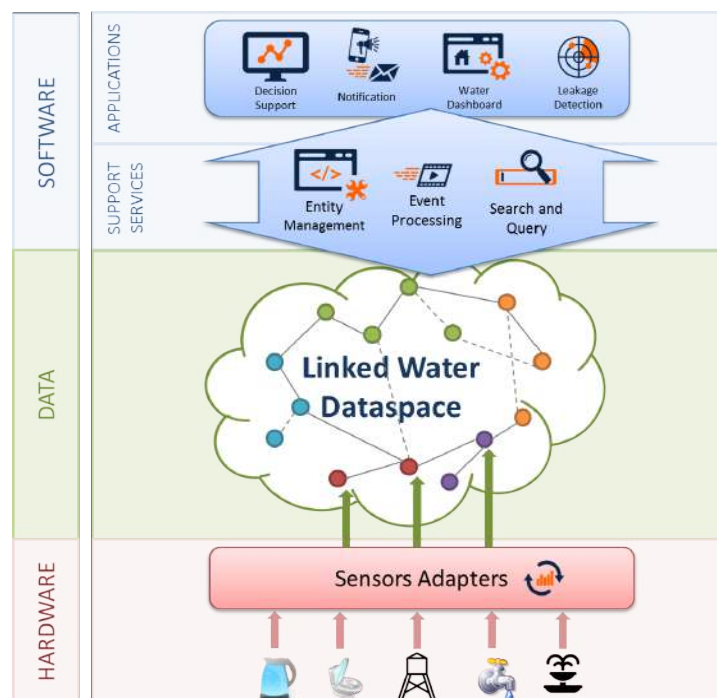 SOFTWARE
APPLICATIONS
Decision
Support
Notification
Water
Dashboard
Leakage
Detection
SUPPORT
SERVICES
</>
Entity
Management
Event
Processing
Search and
Query
DATA
Linked Water
Dataspace
HARDWARE
Sensors Adapters